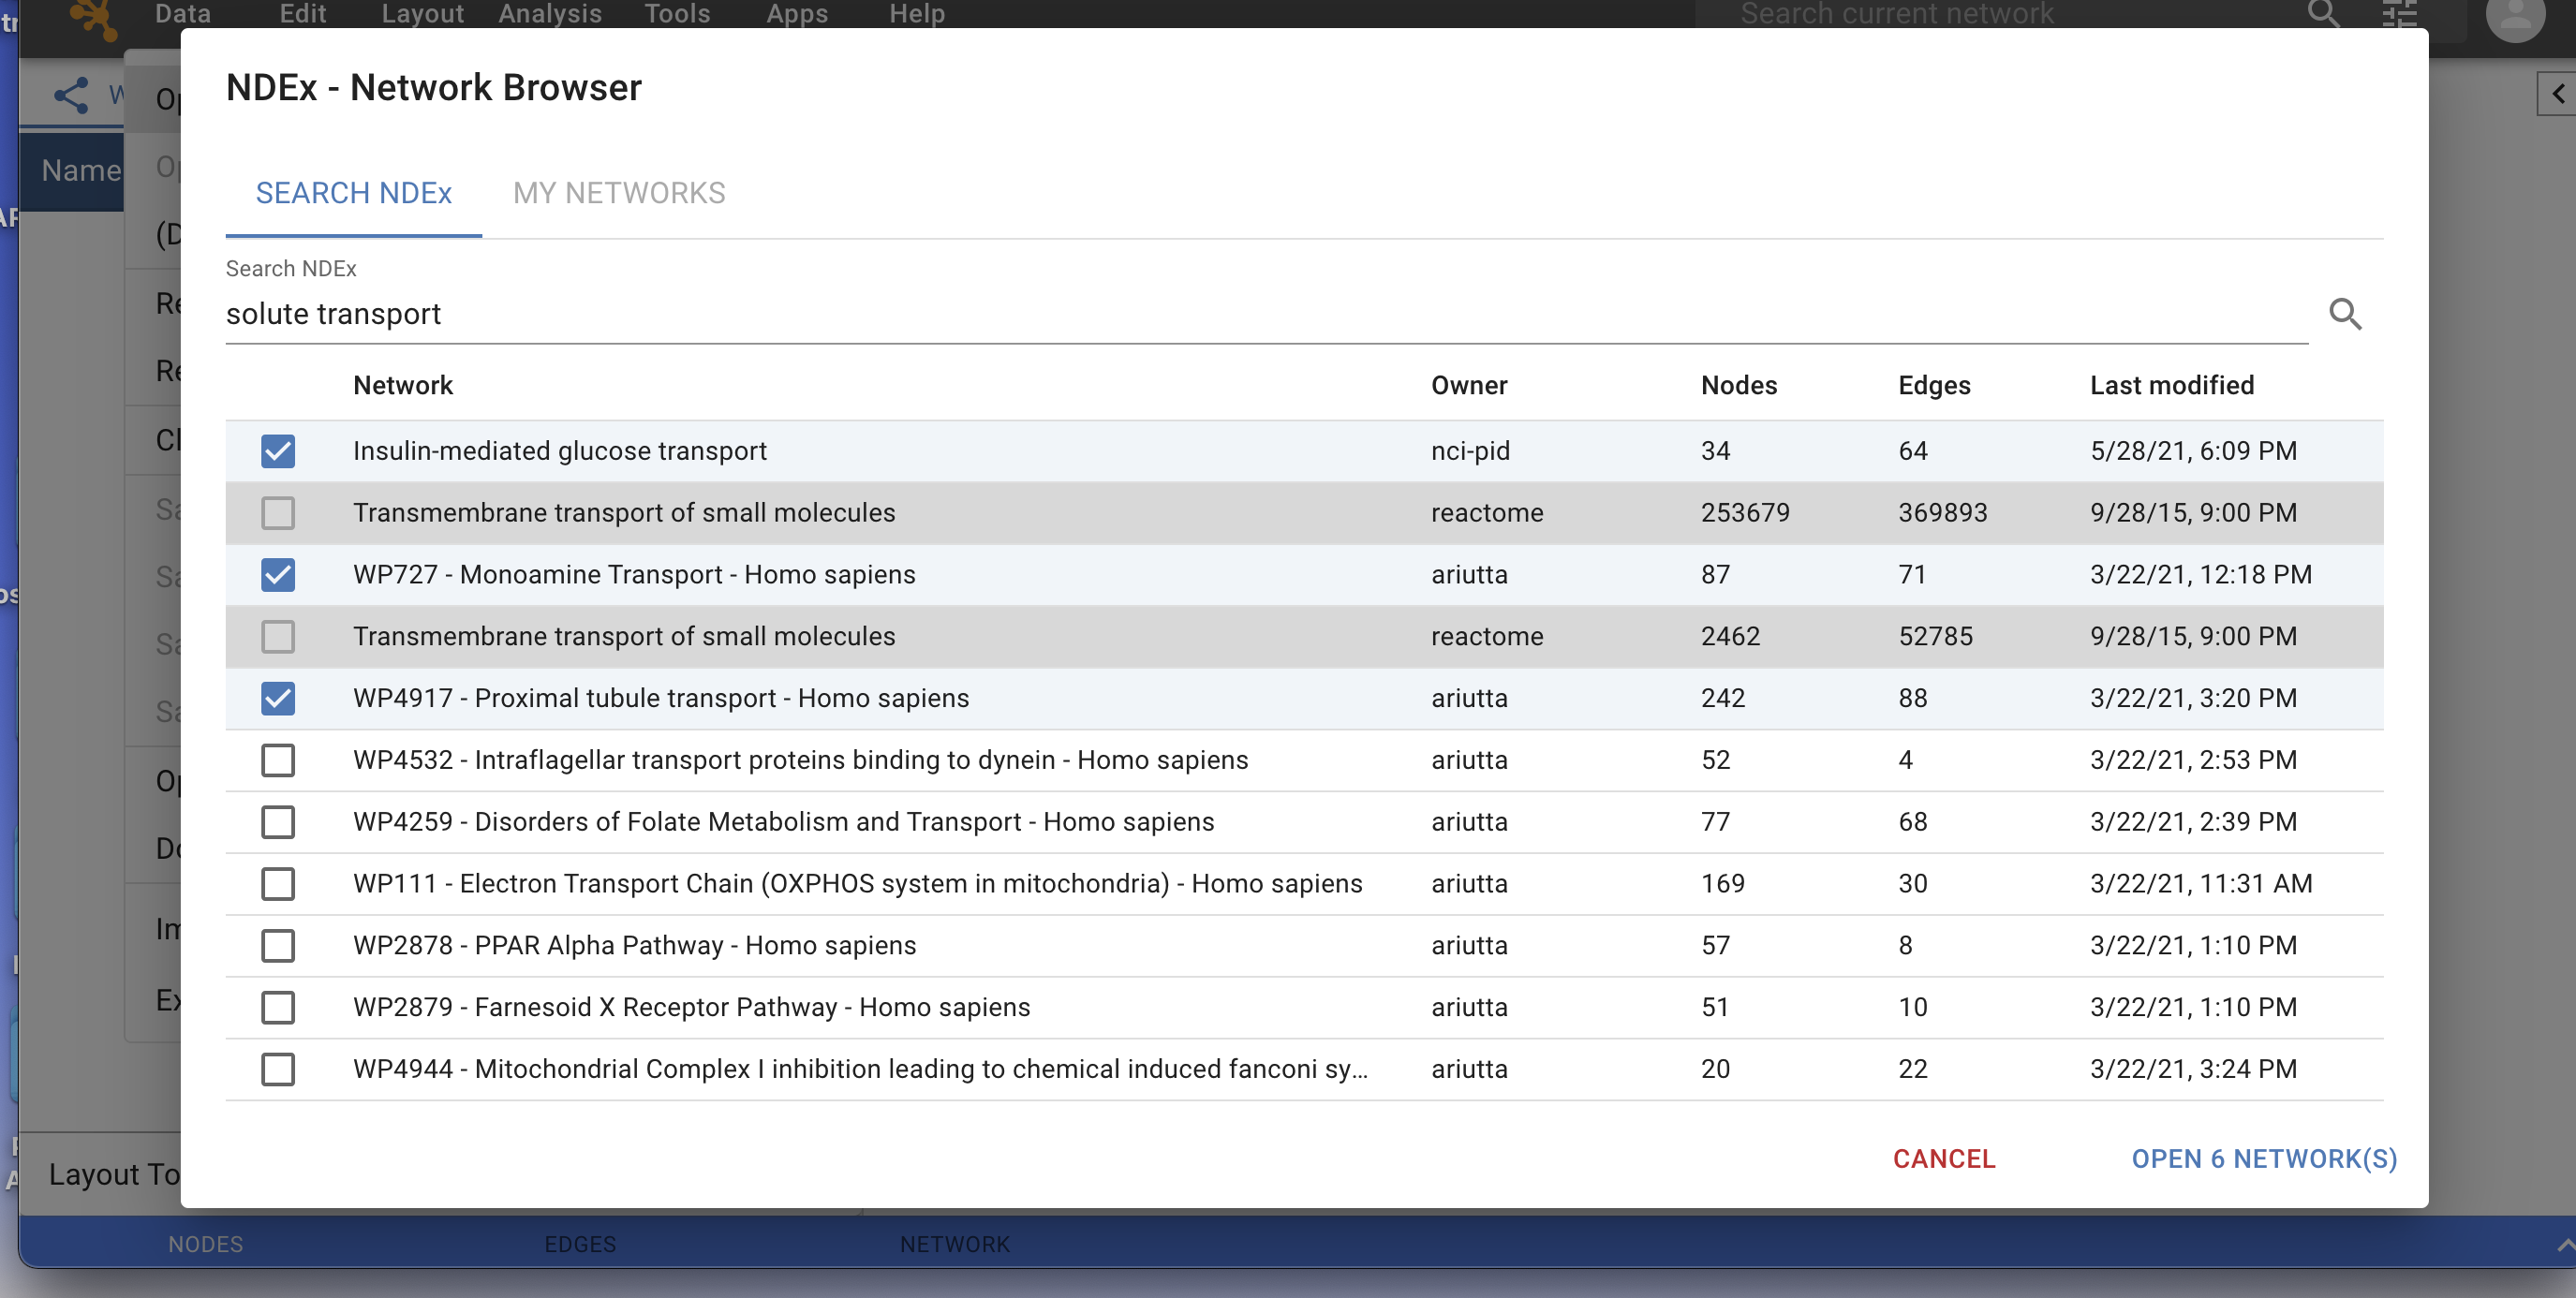 Data Edit Layout Analysis Tools Apps Help Search current network
NDEx - Network Browser
SEARCH NDEx MY NETWORKS
Name
Search NDEx
solute transport
Network Owner Nodes Edges Last modified
Insulin-mediated glucose transport nci-pid 34 64 5/28/21, 6:09 PM
Transmembrane transport of small molecules reactome 253679 369893 9/28/15, 9:00 PM
WP727 - Monoamine Transport - Homo sapiens ariutta 87 71 3/22/21, 12:18 PM
Transmembrane transport of small molecules reactome 2462 52785 9/28/15, 9:00 PM
WP4917 - Proximal tubule transport - Homo sapiens ariutta 242 88 3/22/21, 3:20 PM
WP4532 - Intraflagellar transport proteins binding to dynein - Homo sapiens ariutta 52 4 3/22/21, 2:53 PM
WP4259 - Disorders of Folate Metabolism and Transport - Homo sapiens ariutta 77 68 3/22/21, 2:39 PM
WP111 - Electron Transport Chain (OXPHOS system in mitochondria) - Homo sapiens ariutta 169 30 3/22/21, 11:31 AM
WP2878 - PPAR Alpha Pathway - Homo sapiens ariutta 57 8 3/22/21, 1:10 PM
WP2879 - Farnesoid X Receptor Pathway - Homo sapiens ariutta 51 10 3/22/21, 1:10 PM
WP4944 - Mitochondrial Complex I inhibition leading to chemical induced fanconi sy... ariutta 20 22 3/22/21, 3:24 PM
CANCEL OPEN 6 NETWORK(S)
Layout To
NODES EDGES NETWORK